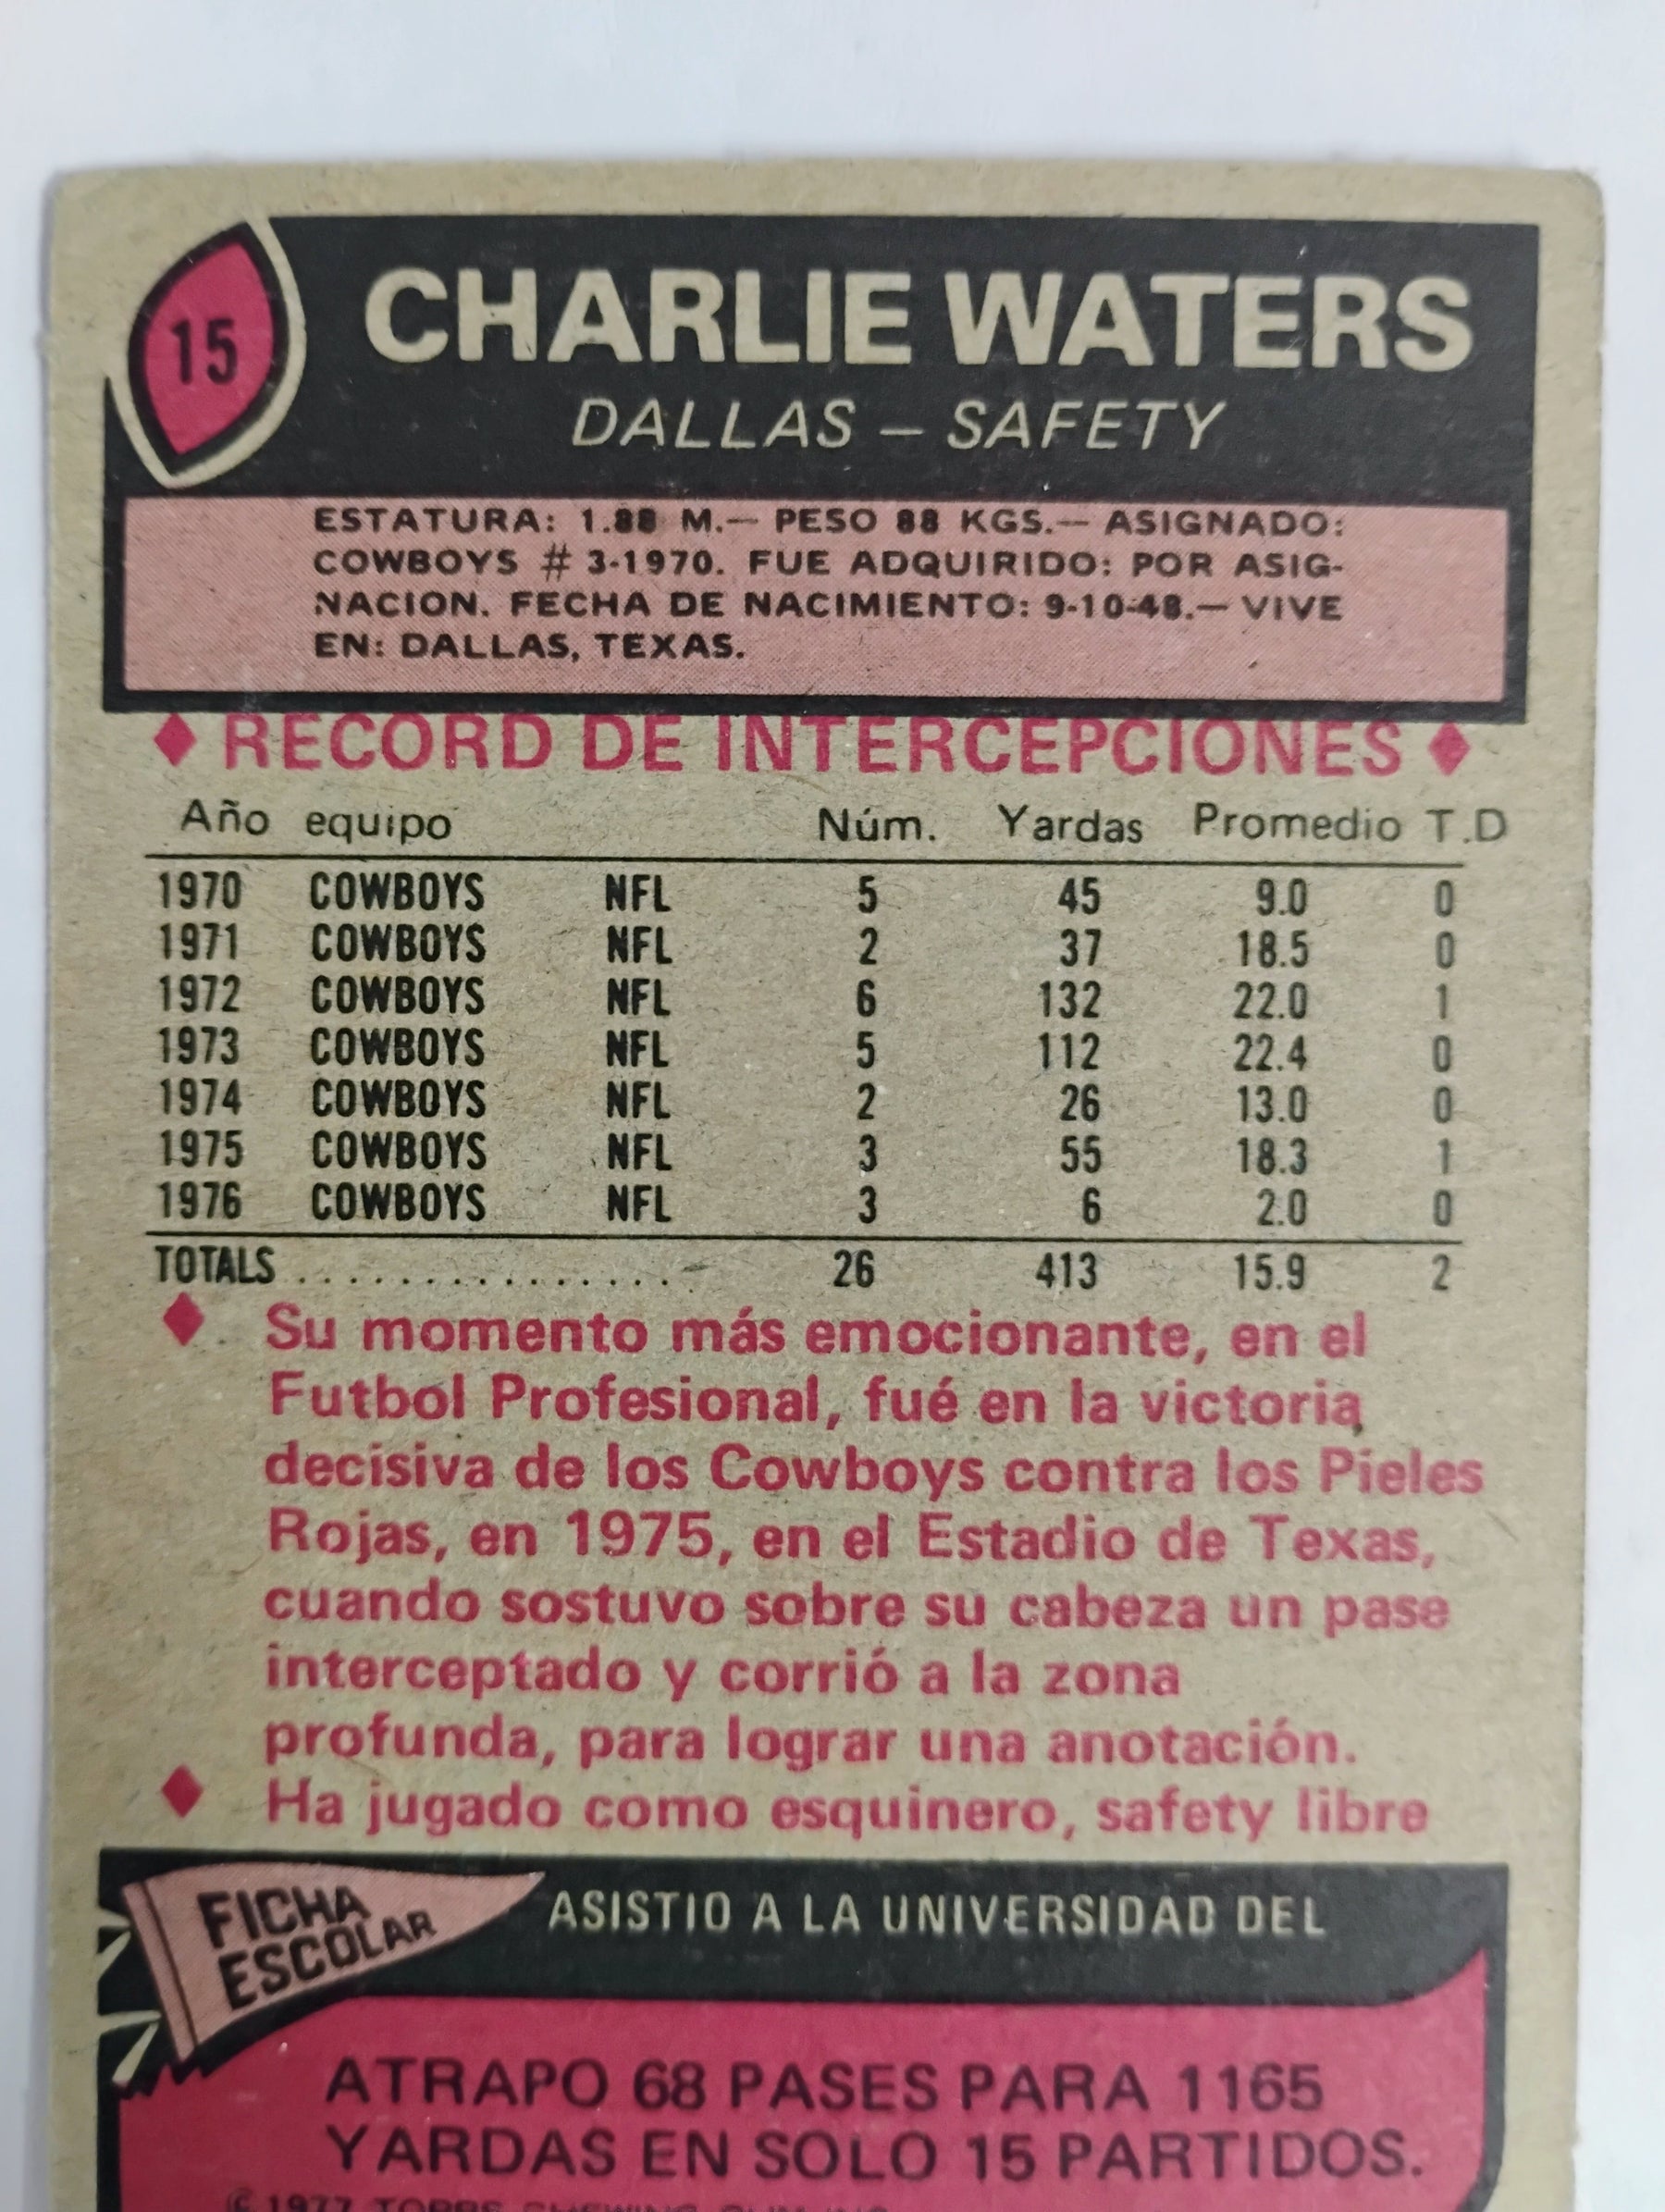 15
CHARLIE WATERS
DALLAS – SAFETY
ESTATURA: 1.88 M.— PESO 88 KGS.— ASIGNADO:
COWBOYS # 3-1970. FUE ADQUIRIDO: POR ASIG-
NACION. FECHA DE NACIMIENTO: 9-10-48.— VIVE
EN: DALLAS, TEXAS.
♦ RECORD DE INTERCEPCIONES ♦
Año equipo Núm. Yardas Promedio T.D
1970 COWBOYS NFL 5 45 9.0 0
1971 COWBOYS NFL 2 37 18.5 0
1972 COWBOYS NFL 6 132 22.0 1
1973 COWBOYS NFL 5 112 22.4 0
1974 COWBOYS NFL 2 26 13.0 0
1975 COWBOYS NFL 3 55 18.3 1
1976 COWBOYS NFL 3 6 2.0 0
TOTALS ................ 26 413 15.9 2
♦ Su momento más emocionante, en el
Futbol Profesional, fué en la victoria
decisiva de los Cowboys contra los Pieles
Rojas, en 1975, en el Estadio de Texas,
cuando sostuvo sobre su cabeza un pase
interceptado y corrió a la zona
profunda, para lograr una anotación.
♦ Ha jugado como esquinero, safety libre
FICHA
ESCOLAR
ASISTIO A LA UNIVERSIDAD DEL
ATRAPO 68 PASES PARA 1165
YARDAS EN SOLO 15 PARTIDOS.
© 1977 TOPPS CHEWING GUM, INC.